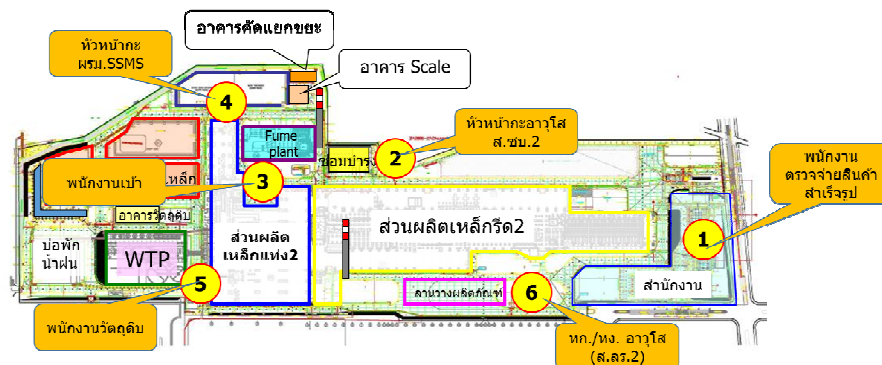 อาคารคัดแยกขยะ
หัวหน้ากะ
ผรม.SSMS
อาคาร Scale
4
Fume
plant
ซ่อมบำรุง
2
หัวหน้ากะอาวุโส
ส.ซบ.2
พนักงาน
ตรวจจ่ายสินค้า
สำเร็จรูป
พนักงานเบ้า
เหล็ก
3
อาคารวัตถุดิบ
บ่อพัก
น้ำฝน
WTP
ส่วนผลิต
เหล็กแท่ง2
ส่วนผลิตเหล็กรีด2
1
สำนักงาน
5
ลานวางผลิตภัณฑ์
6
พนักงานวัตถุดิบ
หก./หง. อาวุโส
(ส.ลร.2)